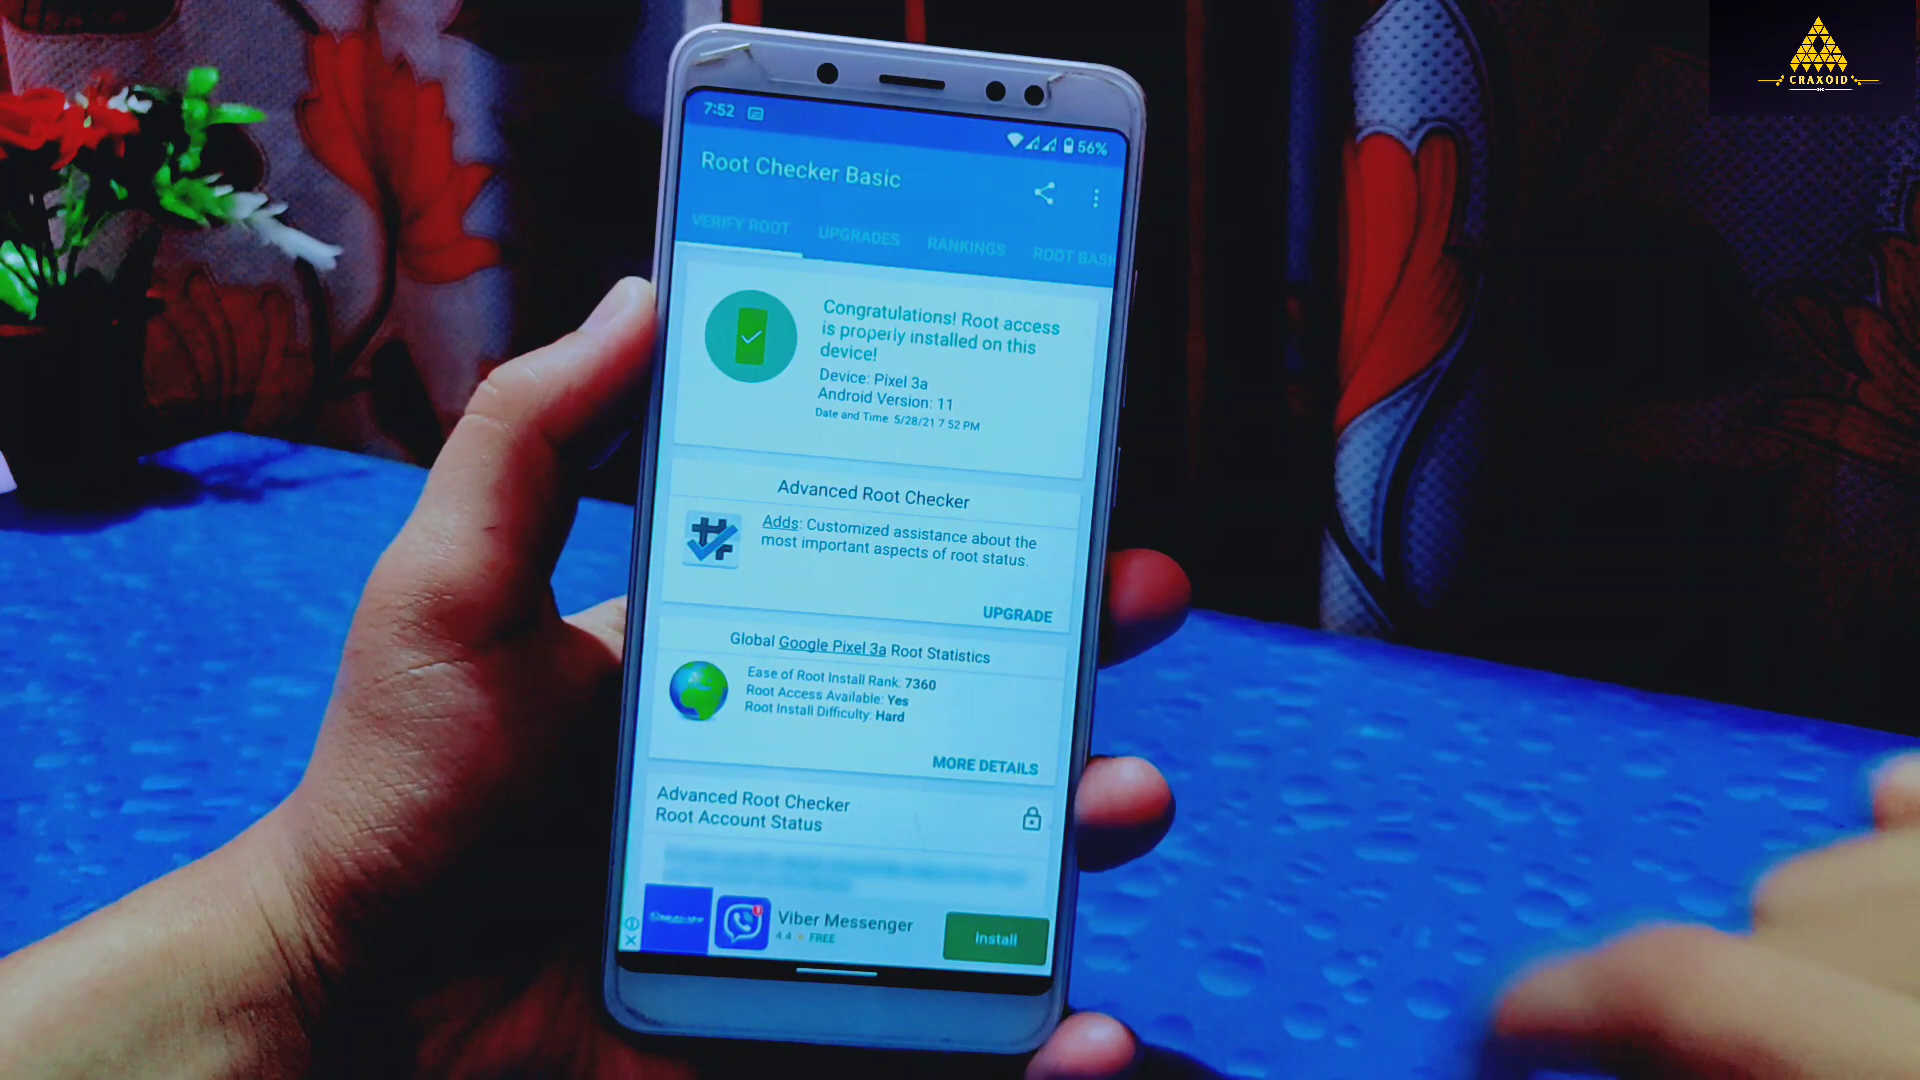 CRAXOID
7:52
56%
Root Checker Basic
VERIFY ROOT
UPGRADES
RANKINGS
ROOT BASI
Congratulations! Root access
is properly installed on this
device!
Device: Pixel 3a
Android Version: 11
Date and Time 5/28/21 7 52 PM
Advanced Root Checker
Adds: Customized assistance about the
most important aspects of root status.
UPGRADE
Global Google Pixel 3a Root Statistics
Ease of Root Install Rank: 7360
Root Access Available: Yes
Root Install Difficulty: Hard
MORE DETAILS
Advanced Root Checker
Root Account Status
Viber Messenger
4 4 ★ FREE
Install